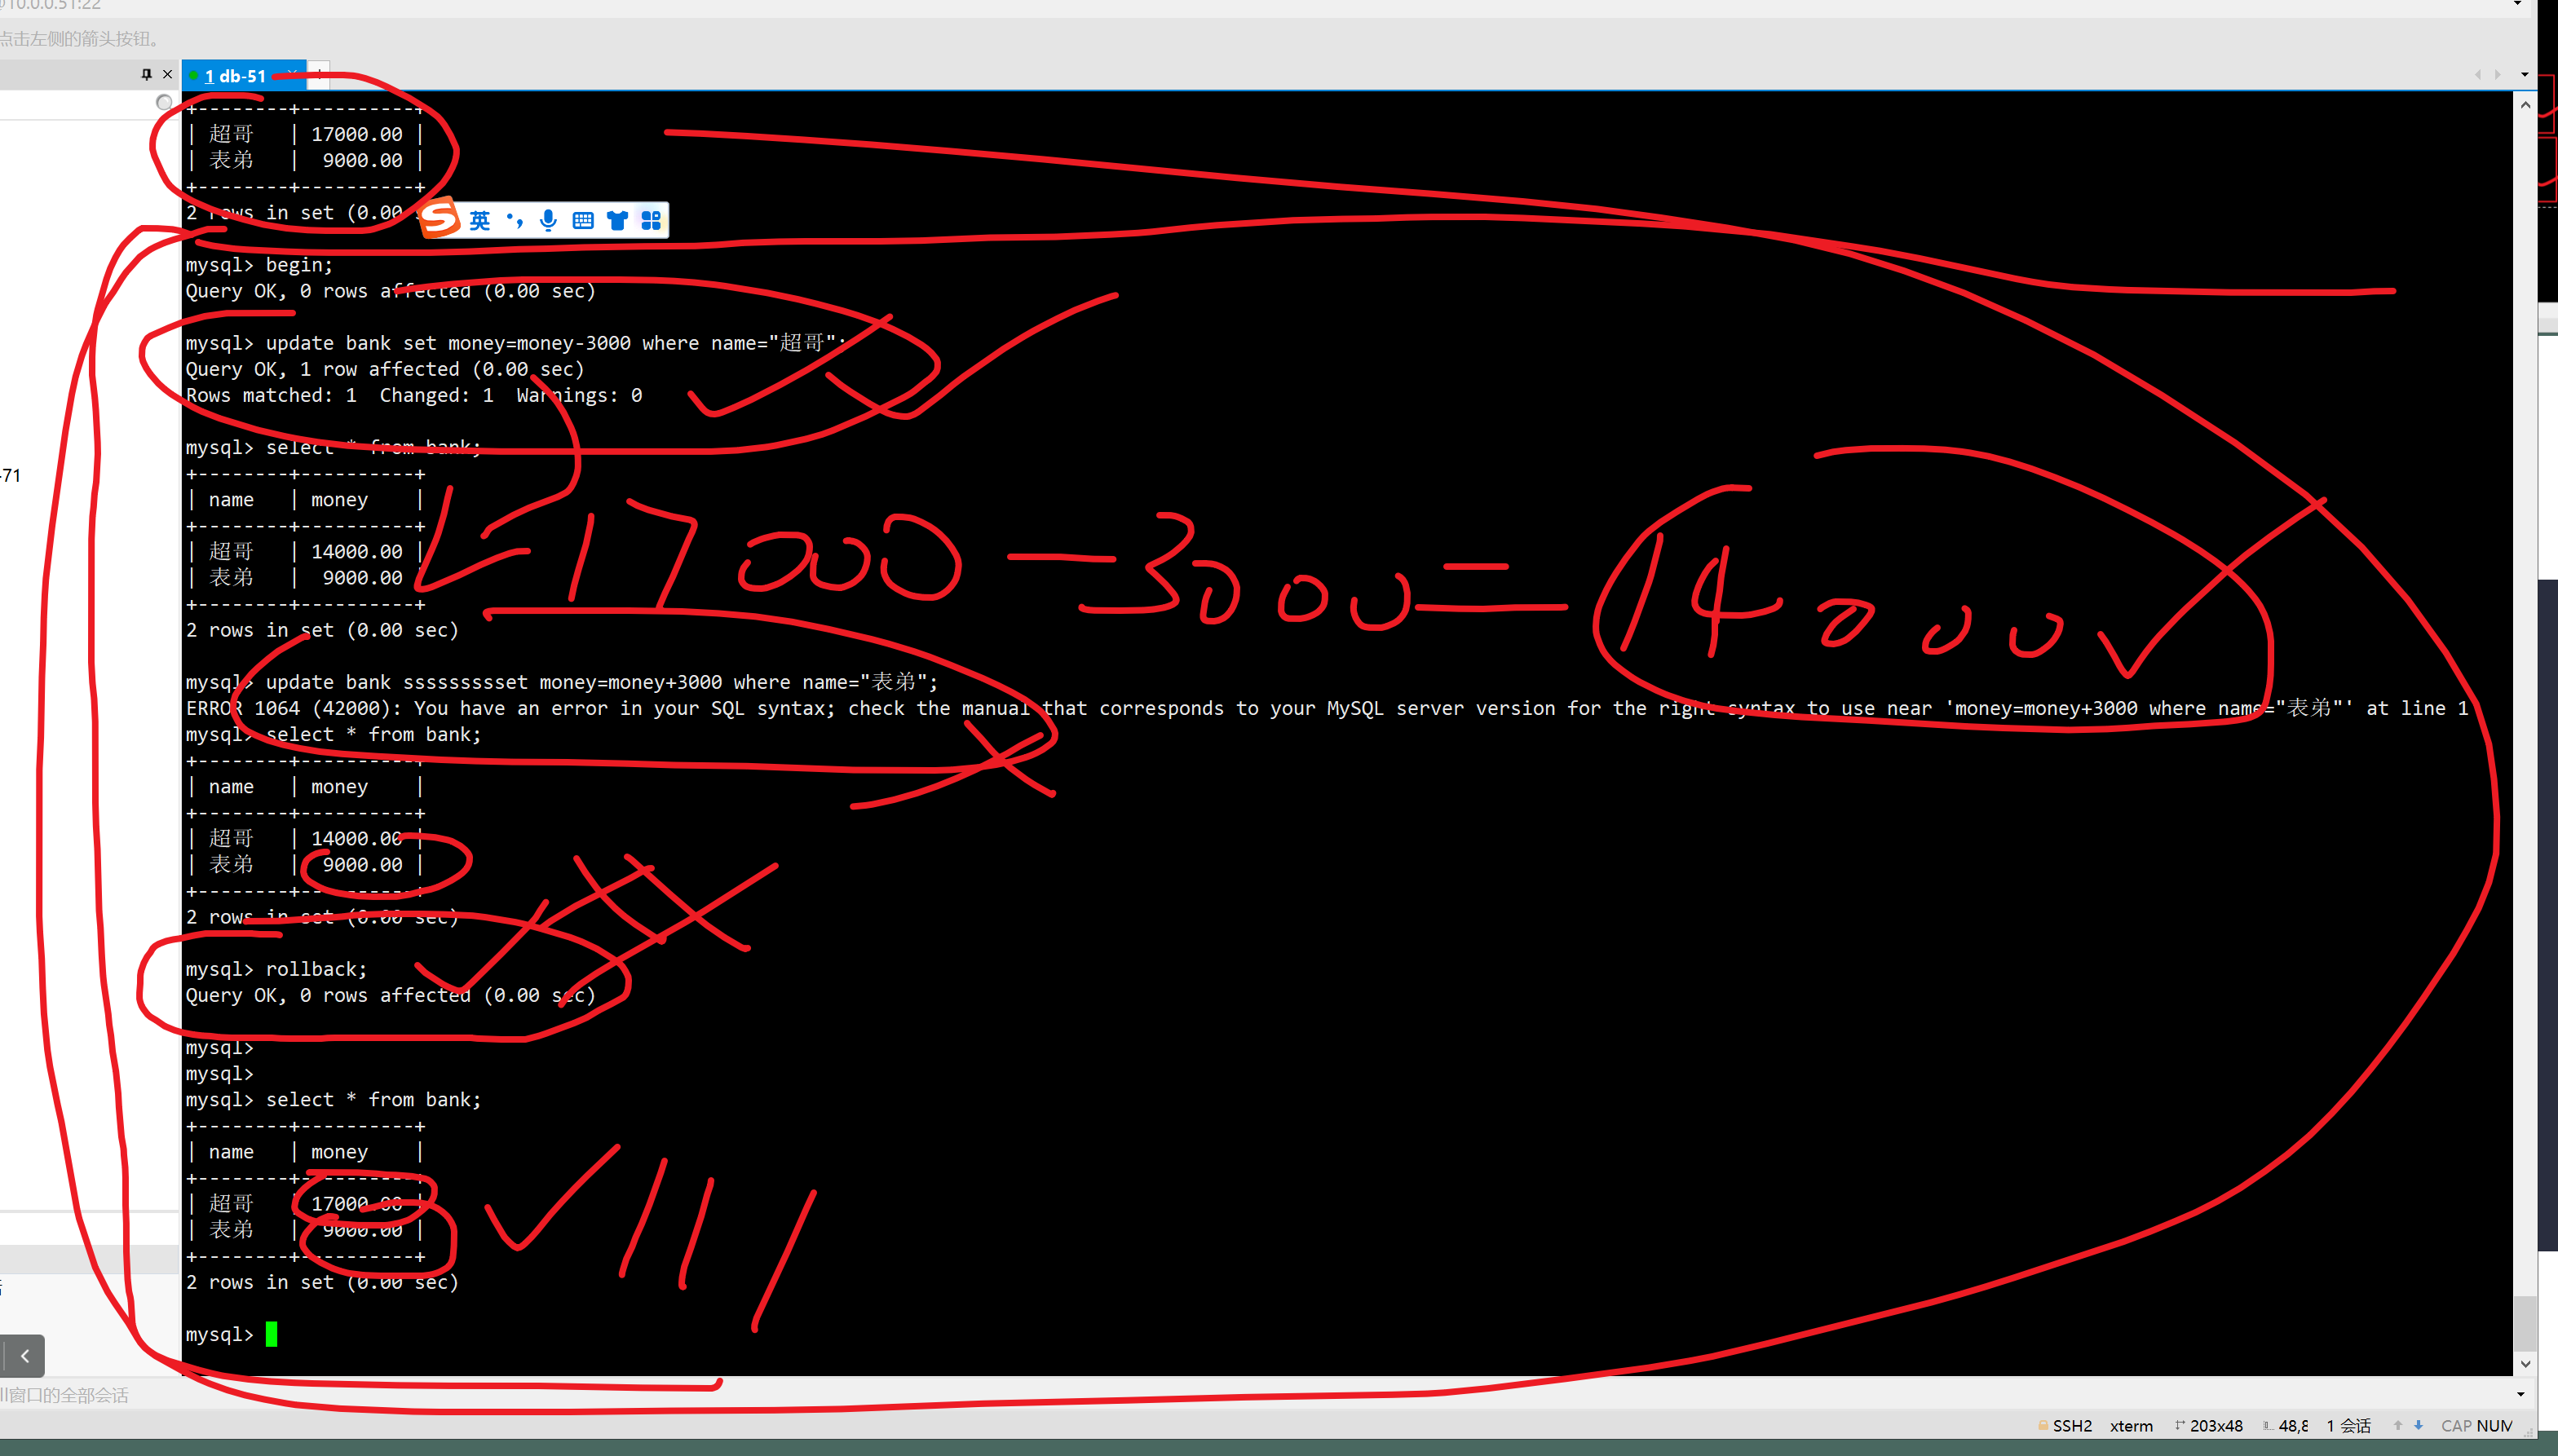 @10.0.0.51:22
点击左侧的箭头按钮。
1 db-51
+--------+----------+
| 超哥 | 17000.00 |
| 表弟 | 9000.00 |
+--------+----------+
2 rows in set (0.00 s
英
mysql> begin;
Query OK, 0 rows affected (0.00 sec)
mysql> update bank set money=money-3000 where name="超哥";
Query OK, 1 row affected (0.00 sec)
Rows matched: 1 Changed: 1 Warnings: 0
mysql> select * from bank;
-71
+--------+----------+
| name | money |
+--------+----------+
| 超哥 | 14000.00 |
| 表弟 | 9000.00 |
+--------+----------+
17000-3000=14000
2 rows in set (0.00 sec)
mysql> update bank ssssssssset money=money+3000 where name="表弟";
ERROR 1064 (42000): You have an error in your SQL syntax; check the manual that corresponds to your MySQL server version for the right syntax to use near 'money=money+3000 where name="表弟"' at line 1
mysql> select * from bank;
+--------+----------+
| name | money |
+--------+----------+
| 超哥 | 14000.00 |
| 表弟 | 9000.00 |
+--------+----------+
2 rows in set (0.00 sec)
mysql> rollback;
Query OK, 0 rows affected (0.00 sec)
mysql>
mysql>
mysql> select * from bank;
+--------+----------+
| name | money |
+--------+----------+
| 超哥 | 17000.00 |
| 表弟 | 9000.00 |
+--------+----------+
2 rows in set (0.00 sec)
mysql>
ll窗口的全部会话
SSH2 xterm 203x48 48,8 1 会话 CAP NUM